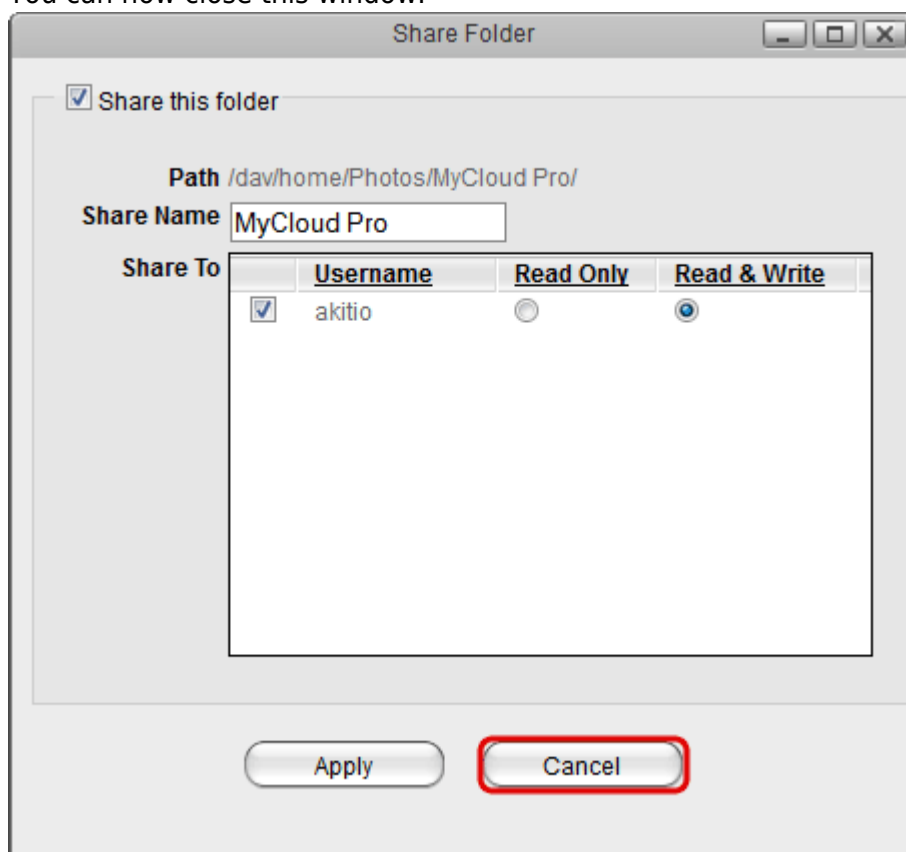 You can now close this window.
Share Folder
Share this folder
Path /dav/home/Photos/MyCloud Pro/
Share Name MyCloud Pro
Share To Username Read Only Read & Write
akitio
Apply Cancel